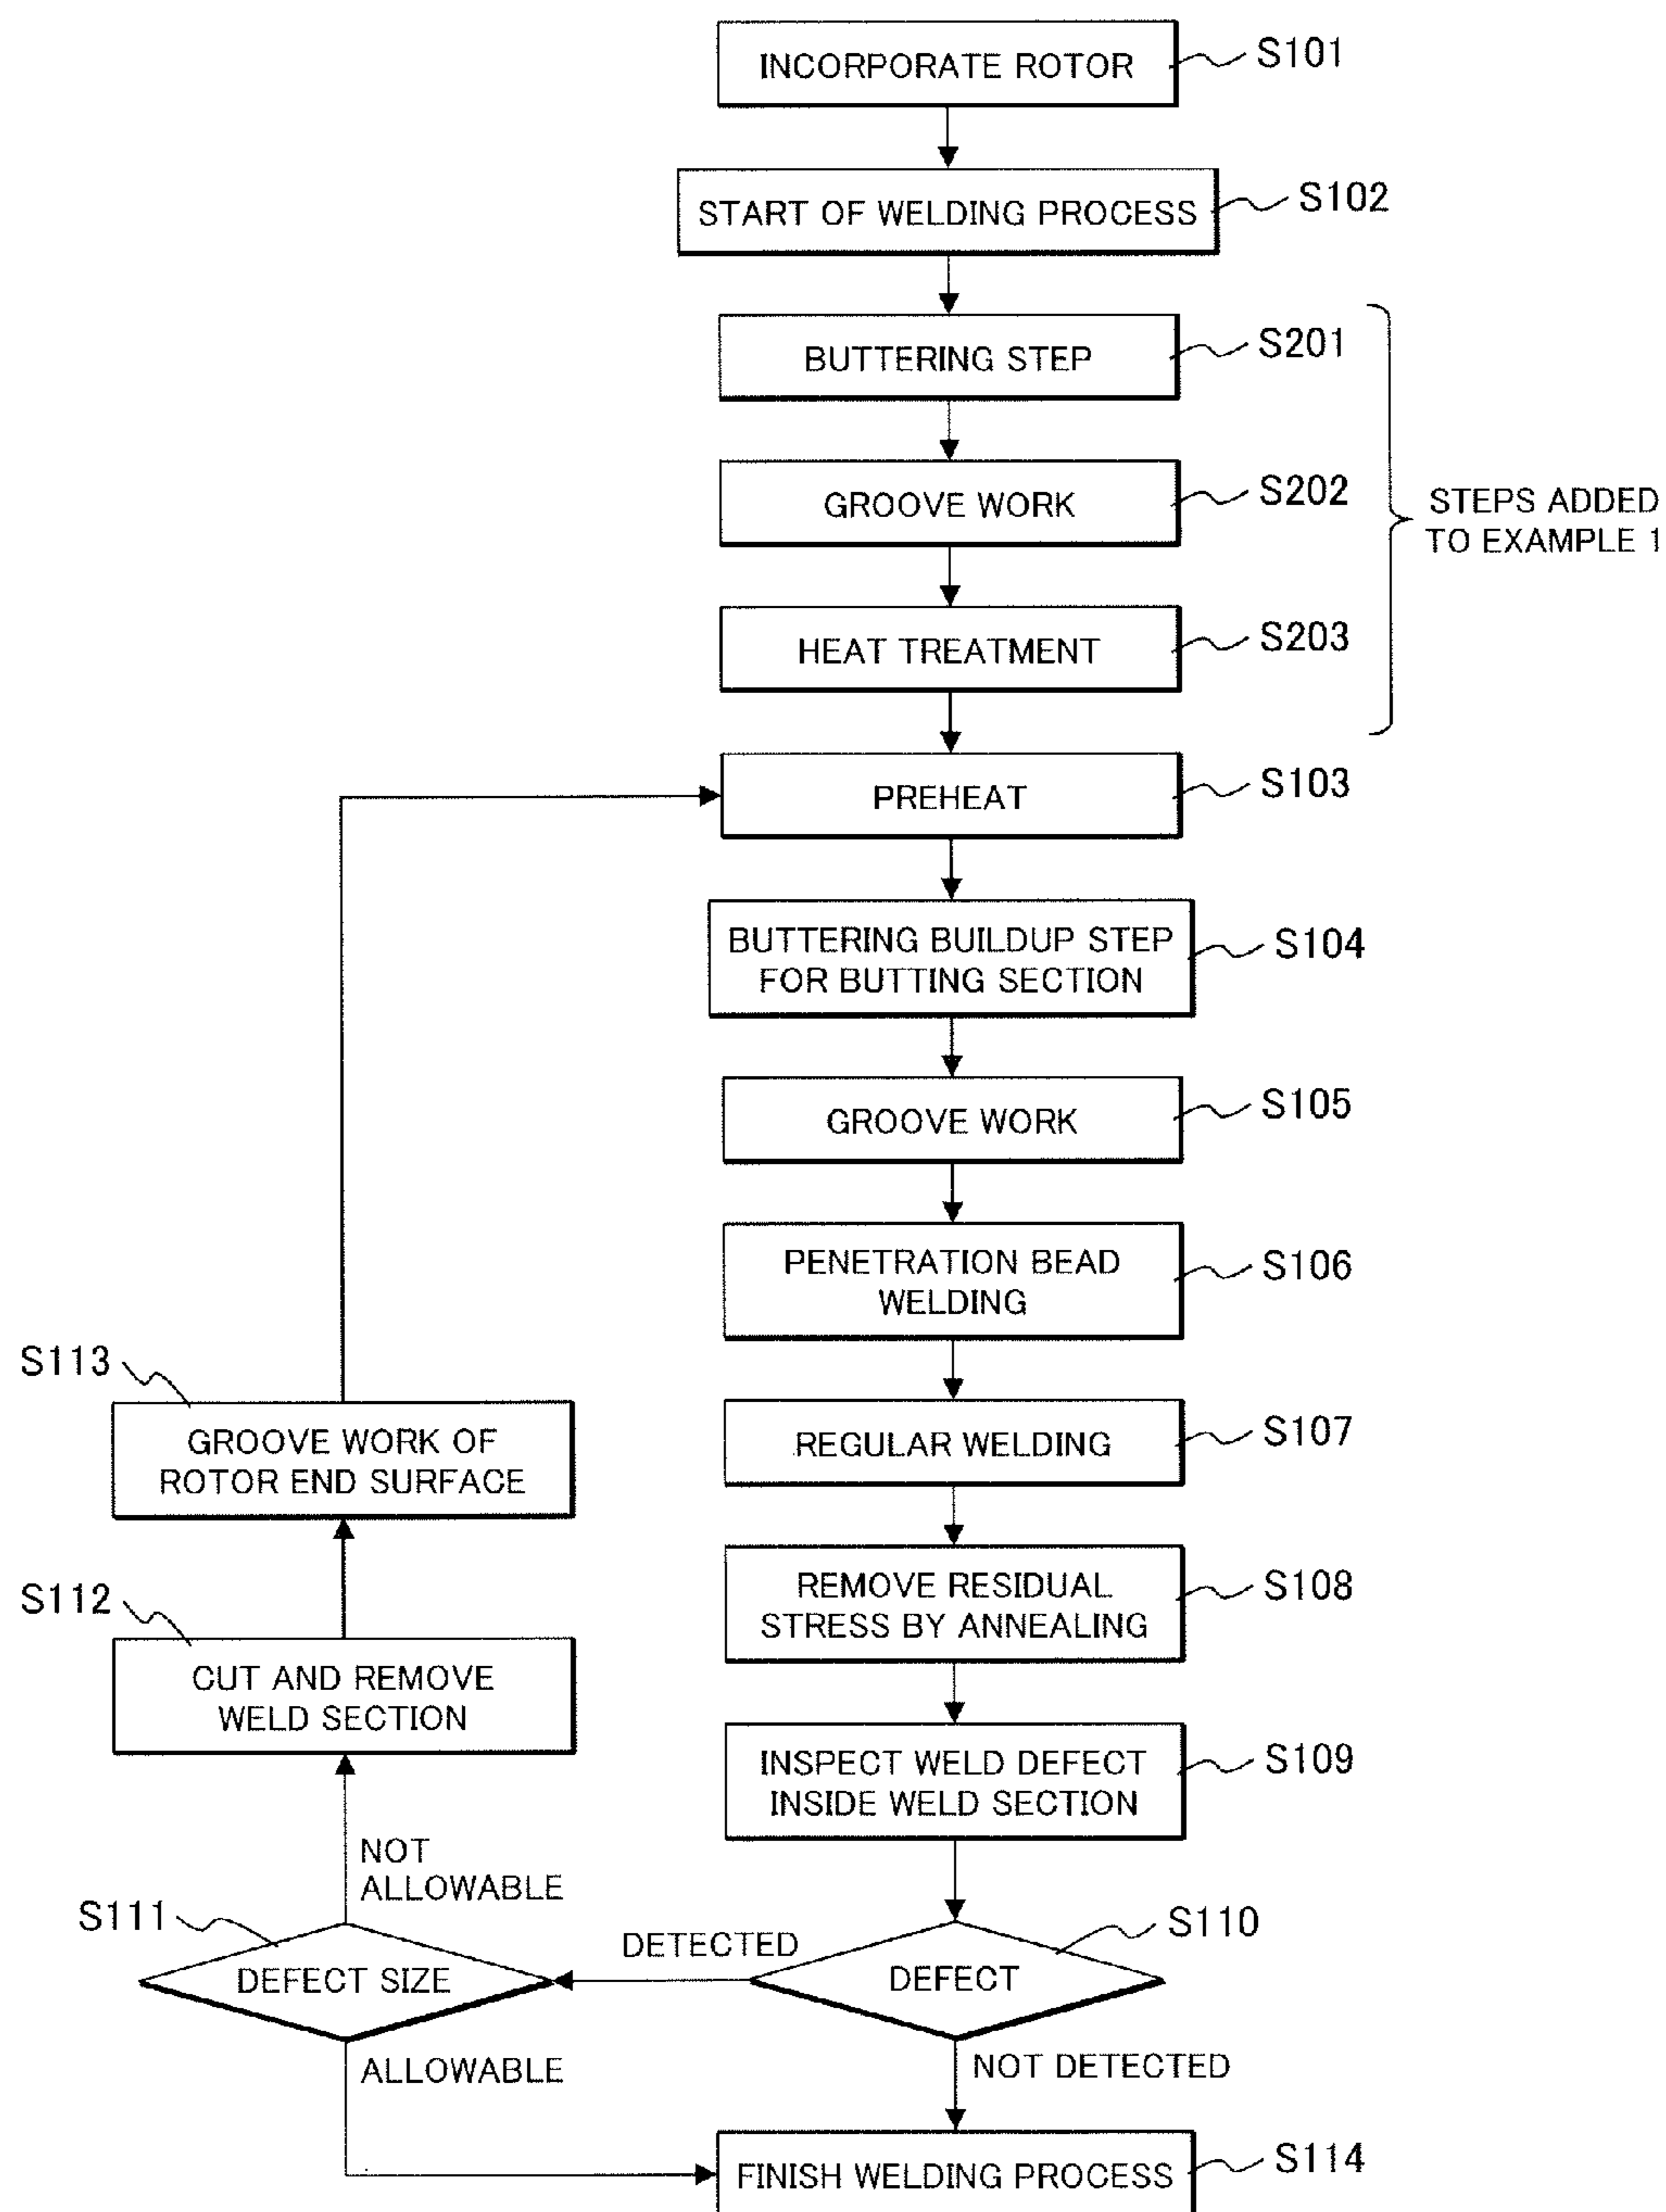 INCORPORATE ROTOR
S101
START OF WELDING PROCESS
S102
BUTTERING STEP
S201
GROOVE WORK
S202
STEPS ADDED
TO EXAMPLE 1
HEAT TREATMENT
S203
PREHEAT
S103
BUTTERING BUILDUP STEP
FOR BUTTING SECTION
S104
GROOVE WORK
S105
PENETRATION BEAD
WELDING
S106
S113
GROOVE WORK OF
ROTOR END SURFACE
REGULAR WELDING
S107
S112
CUT AND REMOVE
WELD SECTION
REMOVE RESIDUAL
STRESS BY ANNEALING
S108
INSPECT WELD DEFECT
INSIDE WELD SECTION
S109
NOT
ALLOWABLE
S111
DEFECT SIZE
DETECTED
DEFECT
S110
ALLOWABLE
NOT DETECTED
FINISH WELDING PROCESS
S114